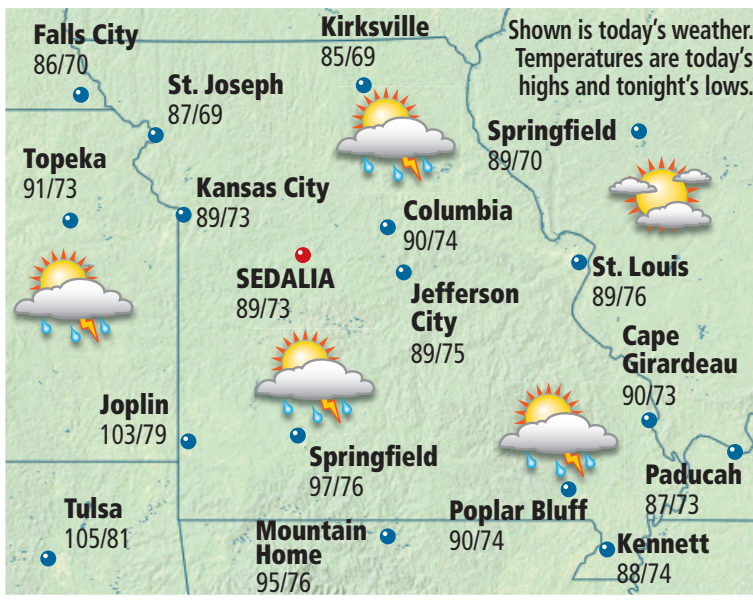 Shown is today's weather.
Temperatures are today's
highs and tonight's lows.
Falls City
86/70
Kirksville
85/69
St. Joseph
87/69
Springfield
89/70
Topeka
91/73
Kansas City
89/73
Columbia
90/74
SEDALIA
89/73
Jefferson
City
89/75
St. Louis
89/76
Cape
Girardeau
90/73
Joplin
103/79
Springfield
97/76
Paducah
87/73
Tulsa
105/81
Mountain
Home
95/76
Poplar Bluff
90/74
Kennett
88/74